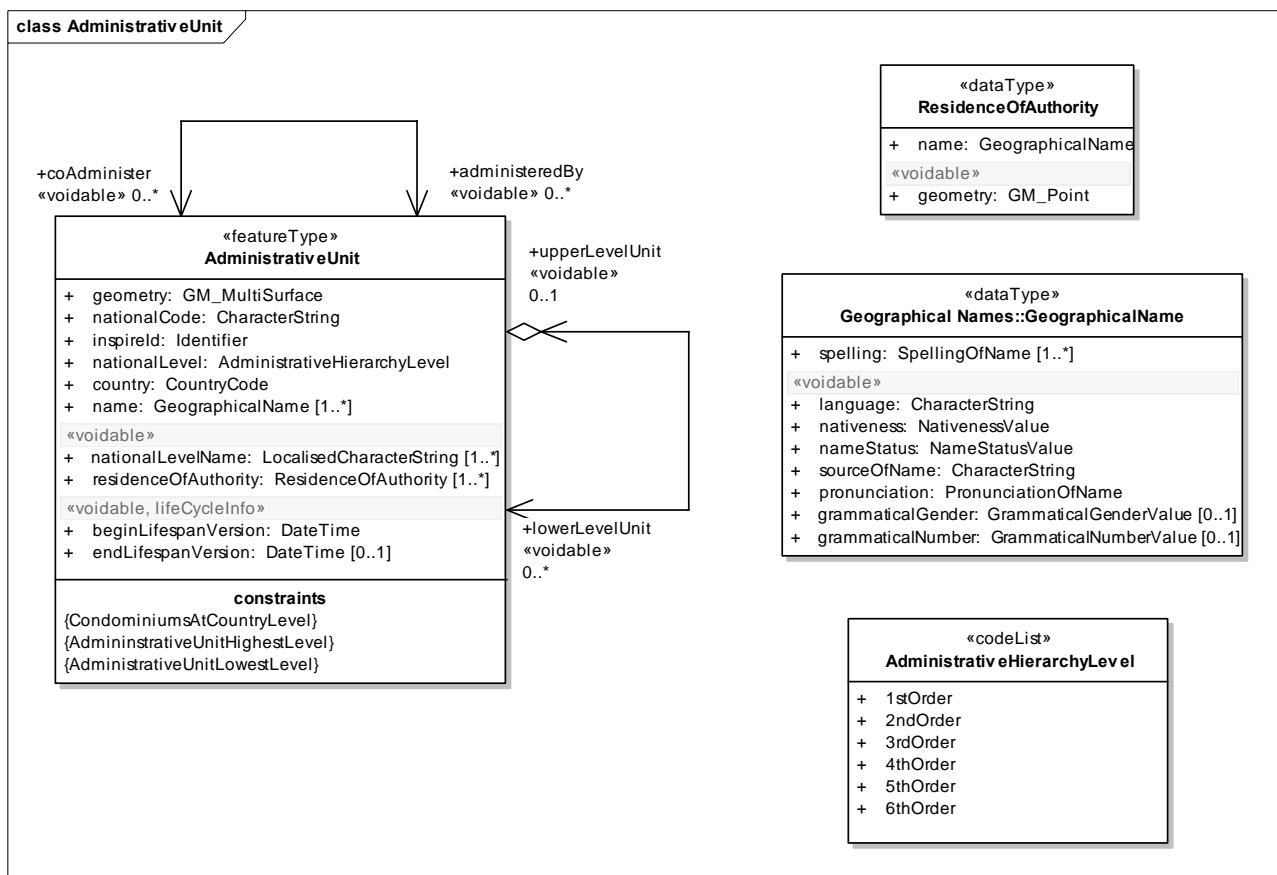 class AdministrativeUnit
+coAdminister
«voidable» 0..*
+administeredBy
«voidable» 0..*
«featureType»
AdministrativeUnit
+ geometry: GM_MultiSurface
+ nationalCode: CharacterString
+ inspireId: Identifier
+ nationalLevel: AdministrativeHierarchyLevel
+ country: CountryCode
+ name: GeographicalName [1..*]
«voidable»
+ nationalLevelName: LocalisedCharacterString [1..*]
+ residenceOfAuthority: ResidenceOfAuthority [1..*]
«voidable, lifeCycleInfo»
+ beginLifespanVersion: DateTime
+ endLifespanVersion: DateTime [0..1]
constraints
{CondominiumsAtCountryLevel}
{AdmininstrativeUnitHighestLevel}
{AdministrativeUnitLowestLevel}
+upperLevelUnit
«voidable»
0..1
+lowerLevelUnit
«voidable»
0..*
«dataType»
ResidenceOfAuthority
+ name: GeographicalName
«voidable»
+ geometry: GM_Point
«dataType»
Geographical Names::GeographicalName
+ spelling: SpellingOfName [1..*]
«voidable»
+ language: CharacterString
+ nativeness: NativenessValue
+ nameStatus: NameStatusValue
+ sourceOfName: CharacterString
+ pronunciation: PronunciationOfName
+ grammaticalGender: GrammaticalGenderValue [0..1]
+ grammaticalNumber: GrammaticalNumberValue [0..1]
«codeList»
AdministrativeHierarchyLevel
+ 1stOrder
+ 2ndOrder
+ 3rdOrder
+ 4thOrder
+ 5thOrder
+ 6thOrder